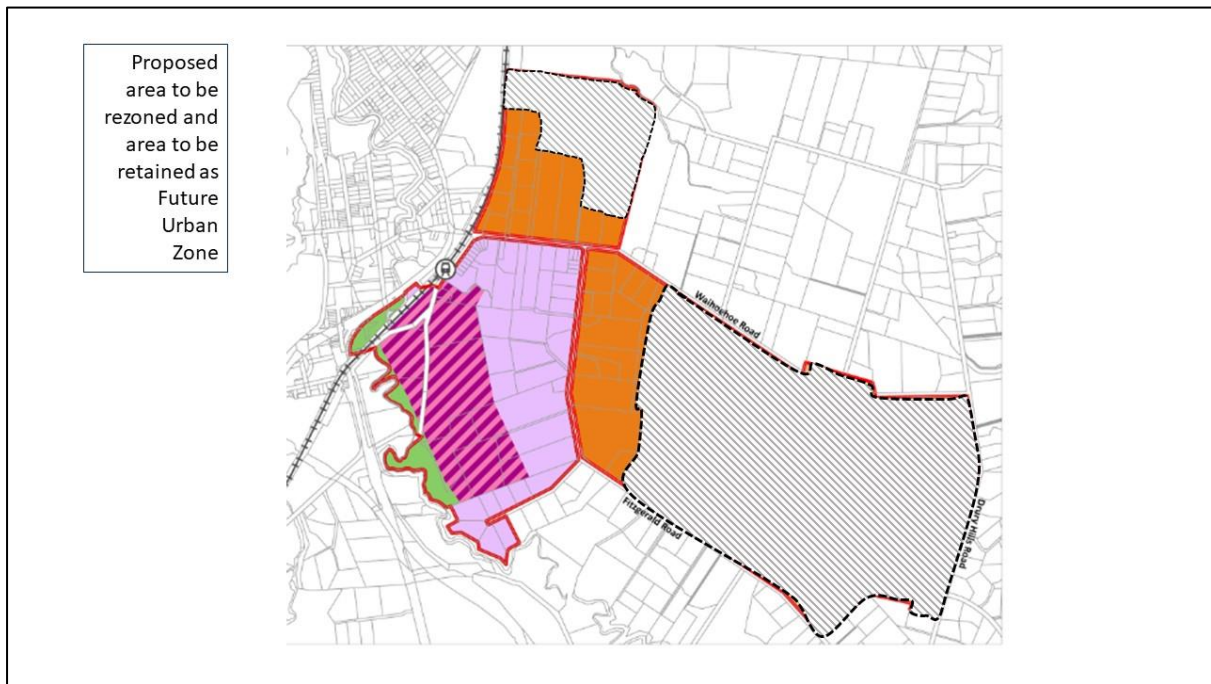 Proposed
area to be
rezoned and
area to be
retained as
Future
Urban
Zone
Waihoehoe Road
Fitzgerald Road
Drury Hills Road